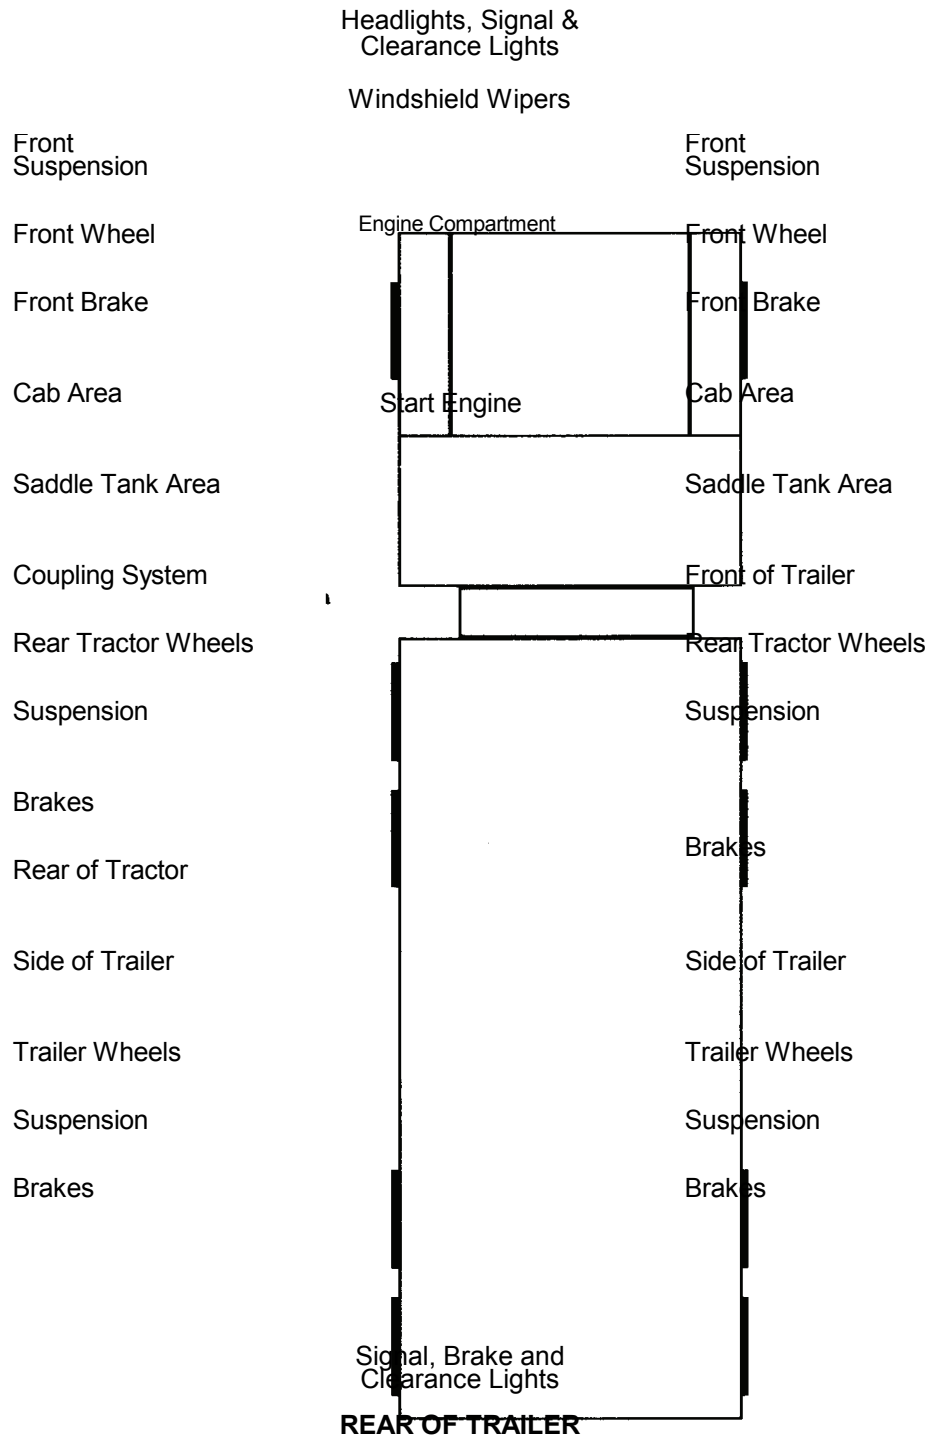 Headlights, Signal &
Clearance Lights
Windshield Wipers
Front
Suspension
Front
Suspension
Engine Compartment
Front Wheel
Front Wheel
Front Brake
Front Brake
Cab Area
Start Engine
Cab Area
Saddle Tank Area
Saddle Tank Area
Coupling System
Front of Trailer
Rear Tractor Wheels
Rear Tractor Wheels
Suspension
Suspension
Brakes
Brakes
Rear of Tractor
Side of Trailer
Side of Trailer
Trailer Wheels
Trailer Wheels
Suspension
Suspension
Brakes
Brakes
Signal, Brake and
Clearance Lights
REAR OF TRAILER